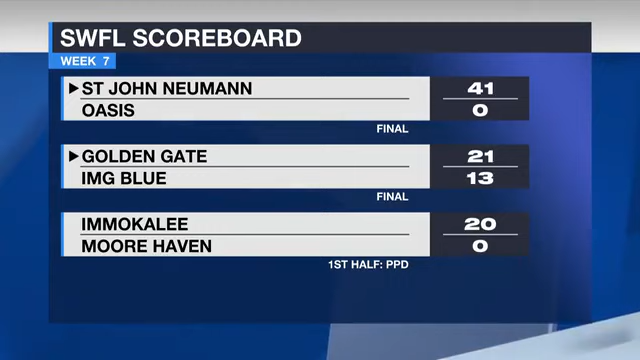 SWFL SCOREBOARD
WEEK 7
▶ST JOHN NEUMANN 41
OASIS 0
FINAL
▶GOLDEN GATE 21
IMG BLUE 13
FINAL
IMMOKALEE 20
MOORE HAVEN 0
1ST HALF: PPD